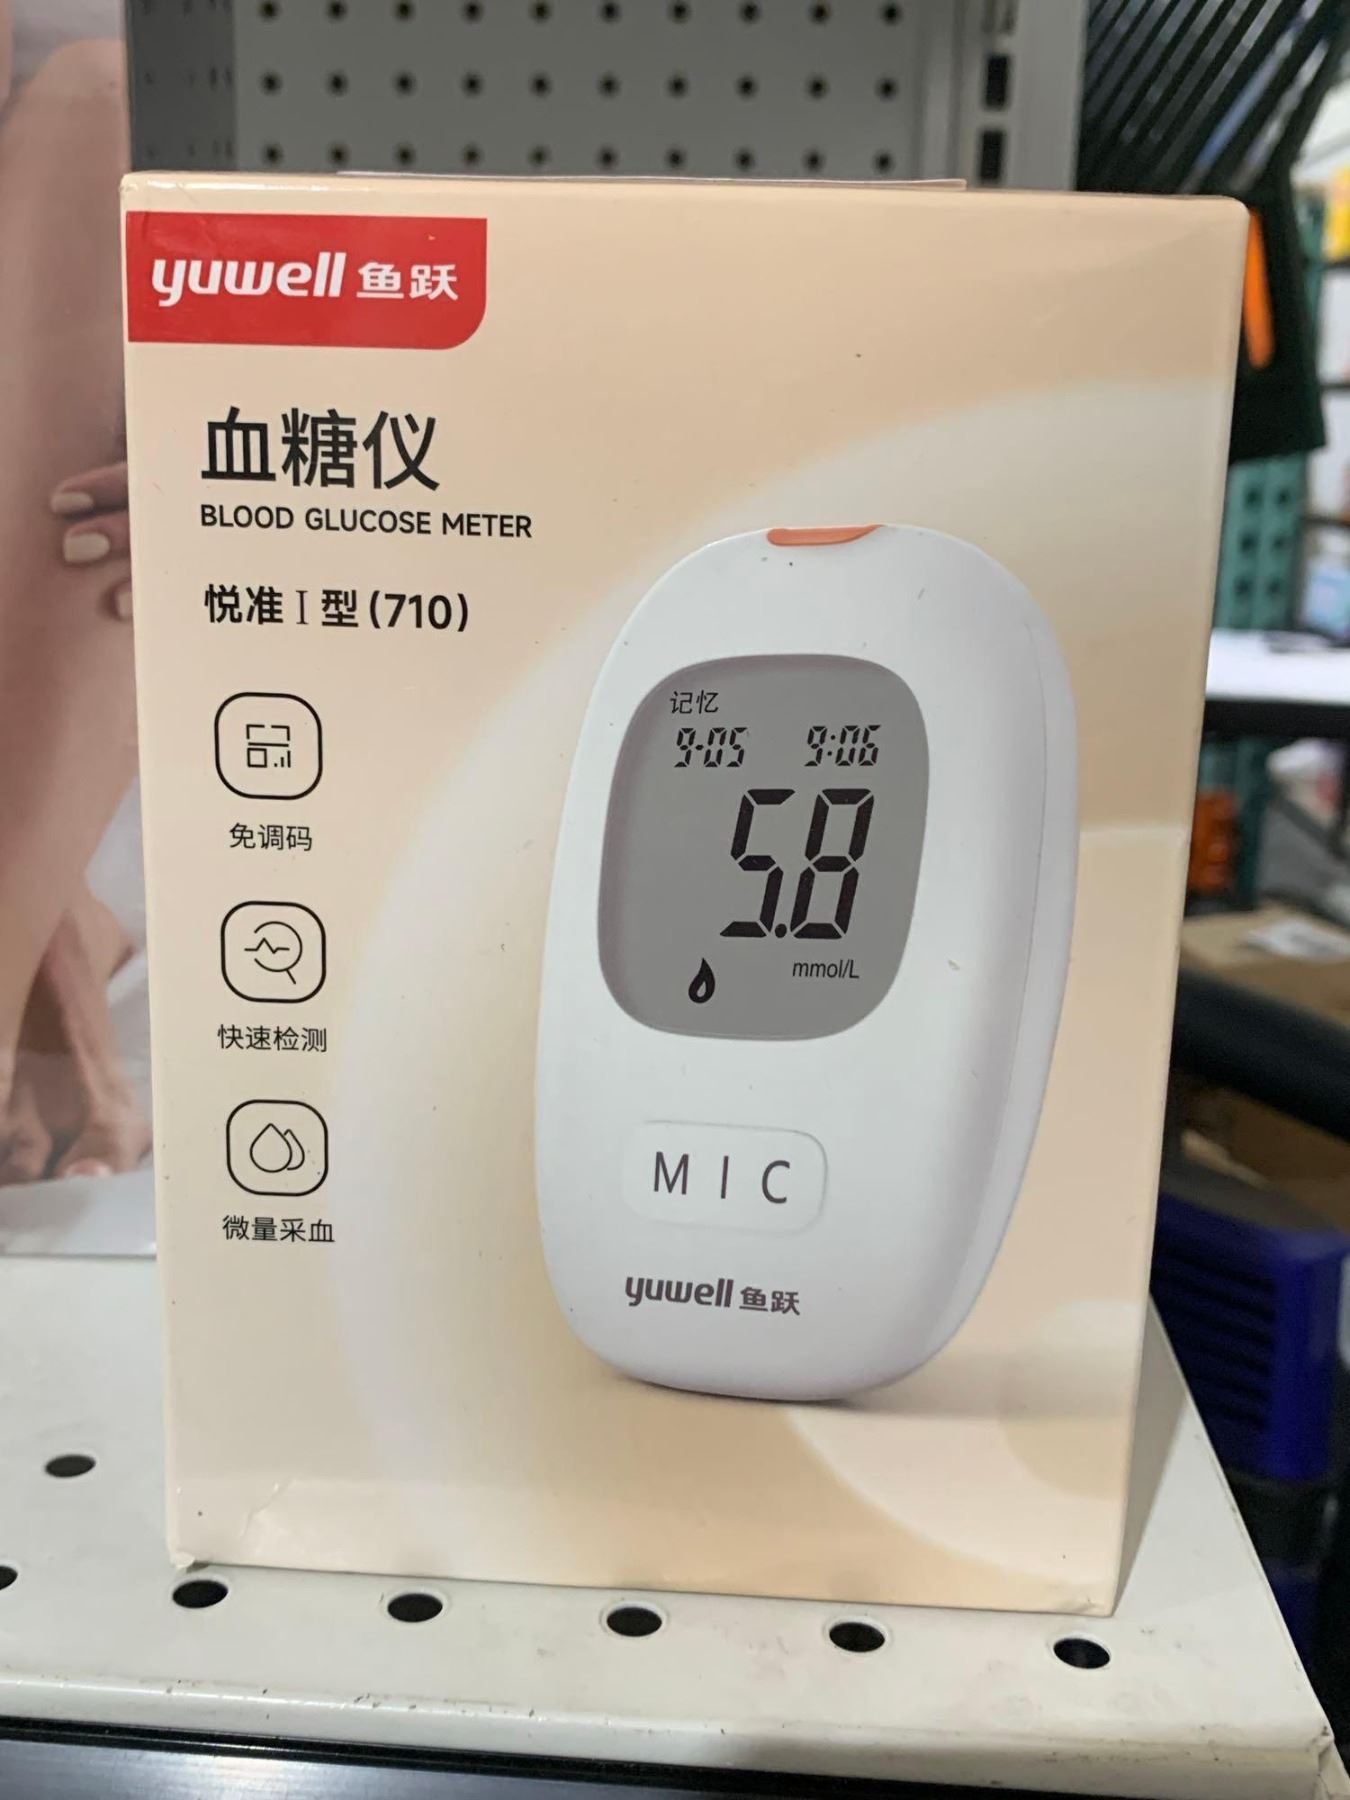 yuwell 鱼跃
血糖仪
BLOOD GLUCOSE METER
悦准 I 型 (710)
免调码
快速检测
微量采血
记忆
9-05 9:06
5.8
mmol/L
M I C
yuwell 鱼跃